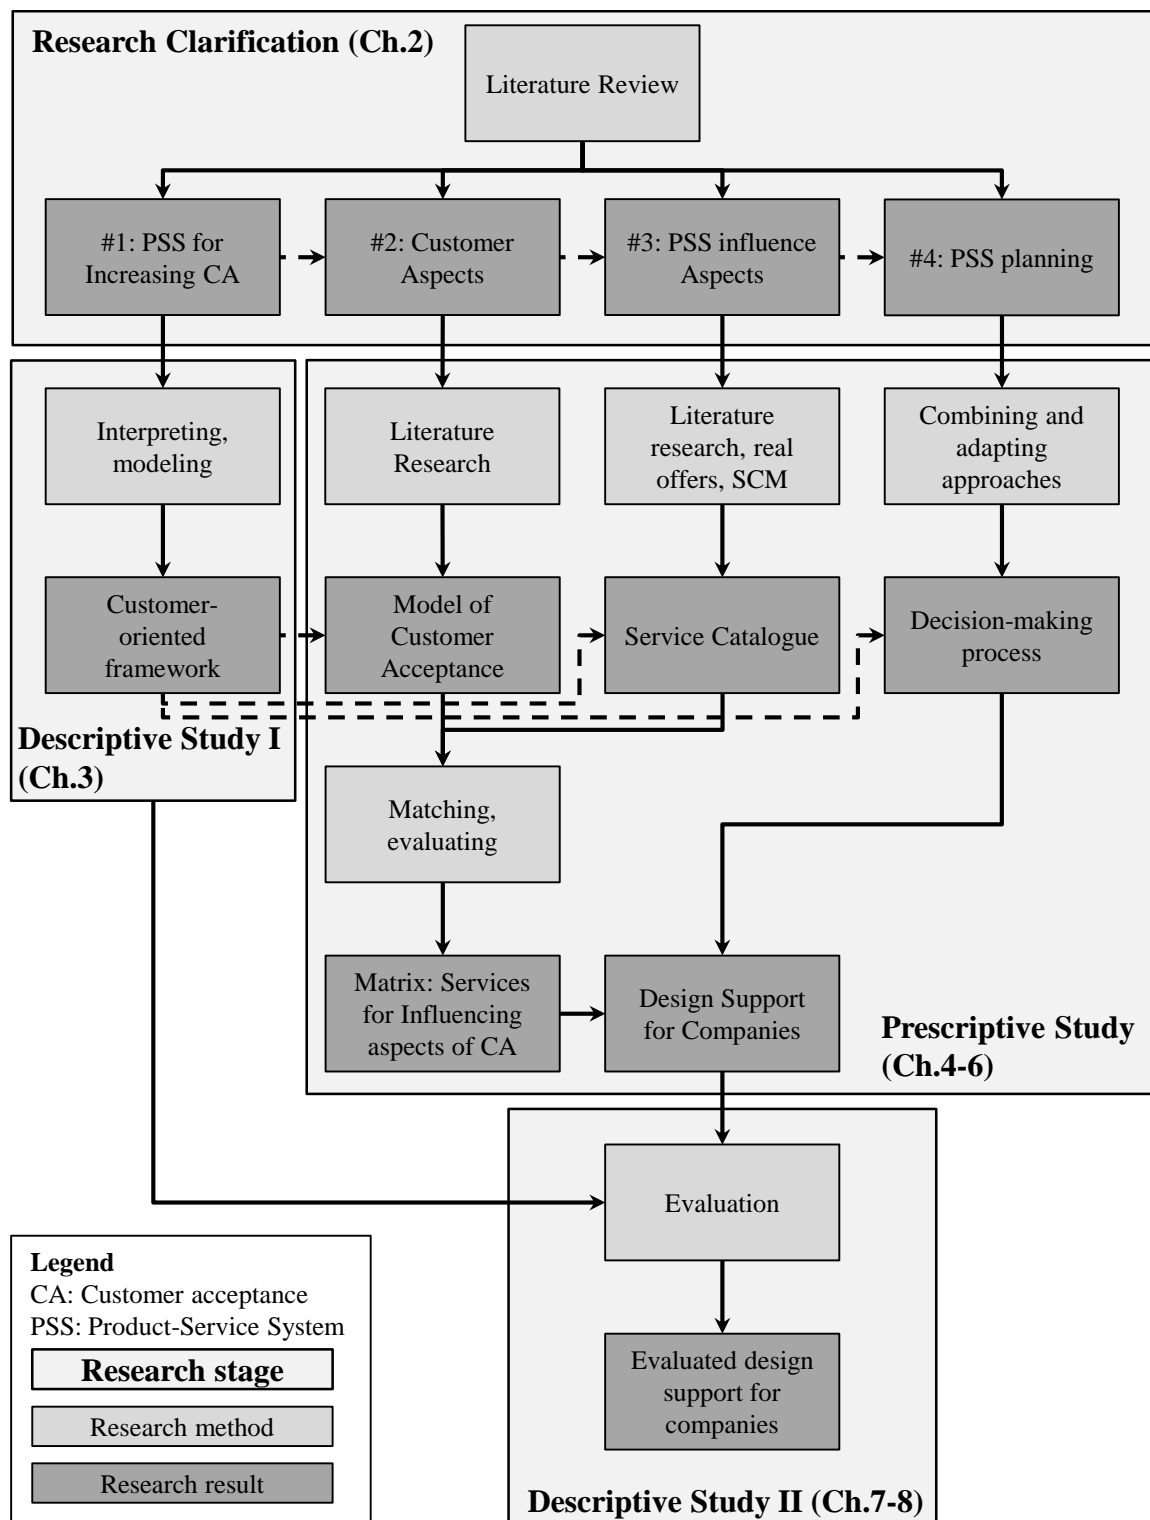 Research Clarification (Ch.2)
Literature Review
#1: PSS for
Increasing CA
#2: Customer
Aspects
#3: PSS influence
Aspects
#4: PSS planning
Interpreting,
modeling
Literature
Research
Literature
research, real
offers, SCM
Combining and
adapting
approaches
Customer-
oriented
framework
Model of
Customer
Acceptance
Service Catalogue
Decision-making
process
Descriptive Study I
(Ch.3)
Matching,
evaluating
Matrix: Services
for Influencing
aspects of CA
Design Support
for Companies
Prescriptive Study
(Ch.4-6)
Evaluation
Evaluated design
support for
companies
Descriptive Study II (Ch.7-8)
Legend
CA: Customer acceptance
PSS: Product-Service System
Research stage
Research method
Research result